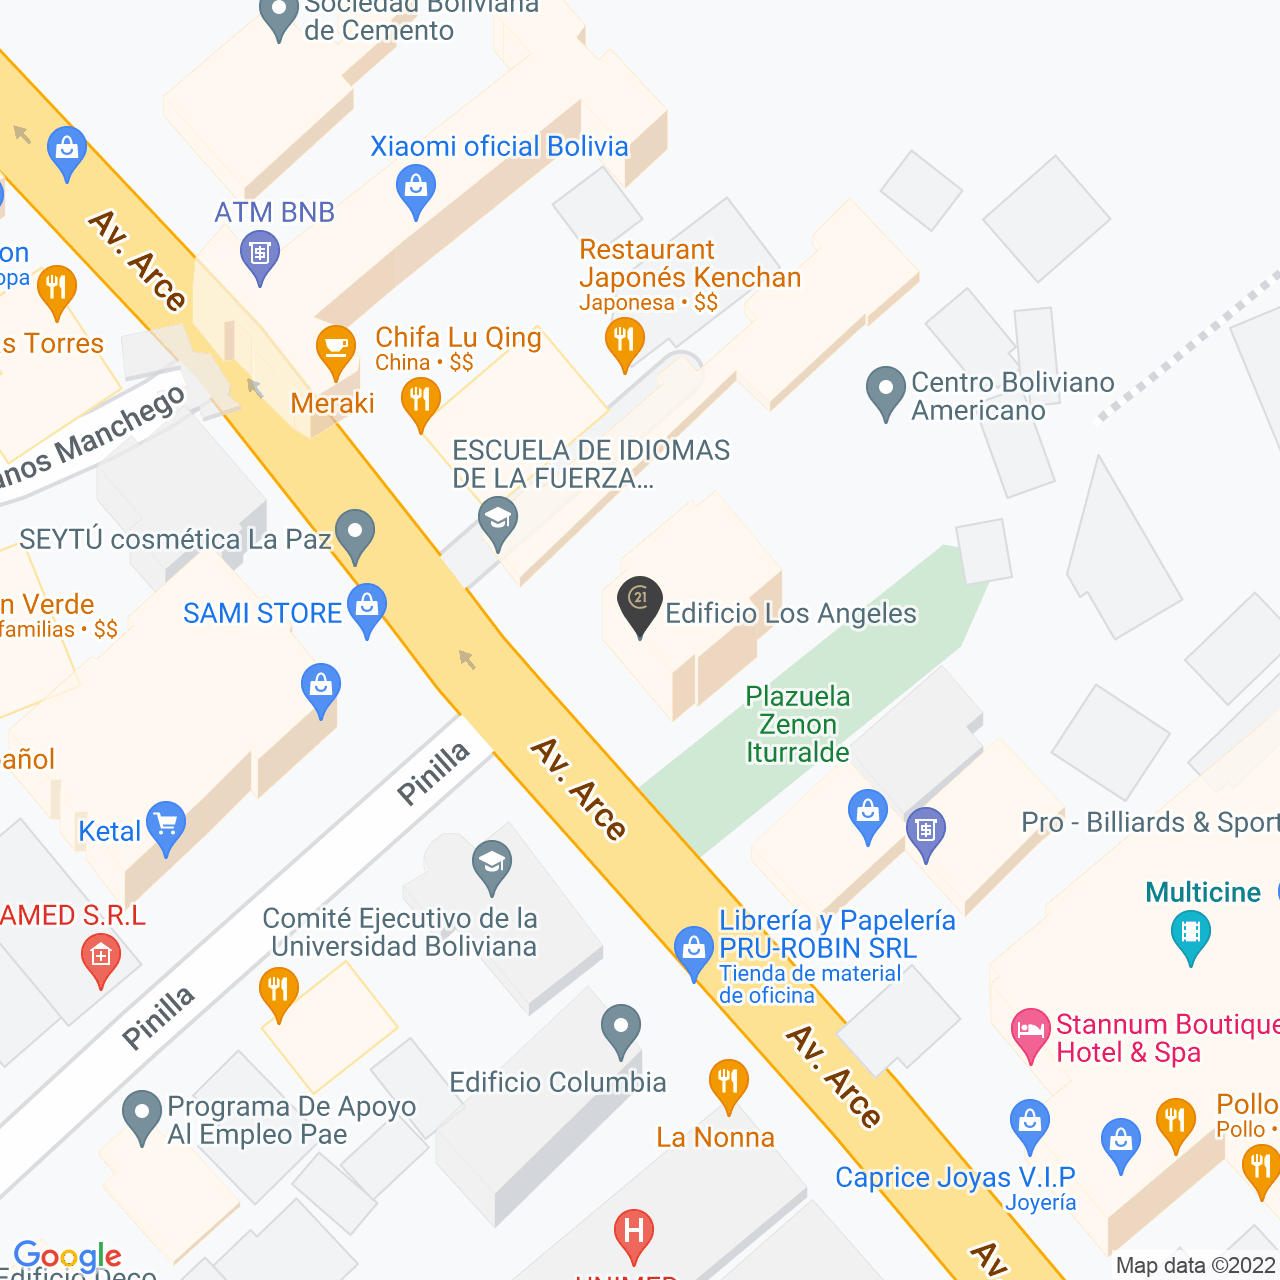 Sociedad Boliviana
de Cemento
Xiaomi oficial Bolivia
ATM BNB
Av. Arce
on
opa
Restaurant
Japonés Kenchan
Japonesa • $$
s Torres
Chifa Lu Qing
China • $$
Meraki
Centro Boliviano
Americano
anos Manchego
ESCUELA DE IDIOMAS
DE LA FUERZA...
SEYTÚ cosmética La Paz
n Verde
familias • $$
SAMI STORE
21
Edificio Los Angeles
Plazuela
Zenon
Iturralde
añol
Pinilla
Av. Arce
Ketal
Pro - Billiards & Sport
Multicine
AMED S.R.L
Comité Ejecutivo de la
Universidad Boliviana
Librería y Papelería
PRU-ROBIN SRL
Tienda de material
de oficina
Pinilla
Stannum Boutique
Hotel & Spa
Av. Arce
Edificio Columbia
Programa De Apoyo
Al Empleo Pae
La Nonna
Pollo
Pollo •
Caprice Joyas V.I.P
Joyería
H
Av
Google
Edificio Deco
UNIMED
Map data ©2022